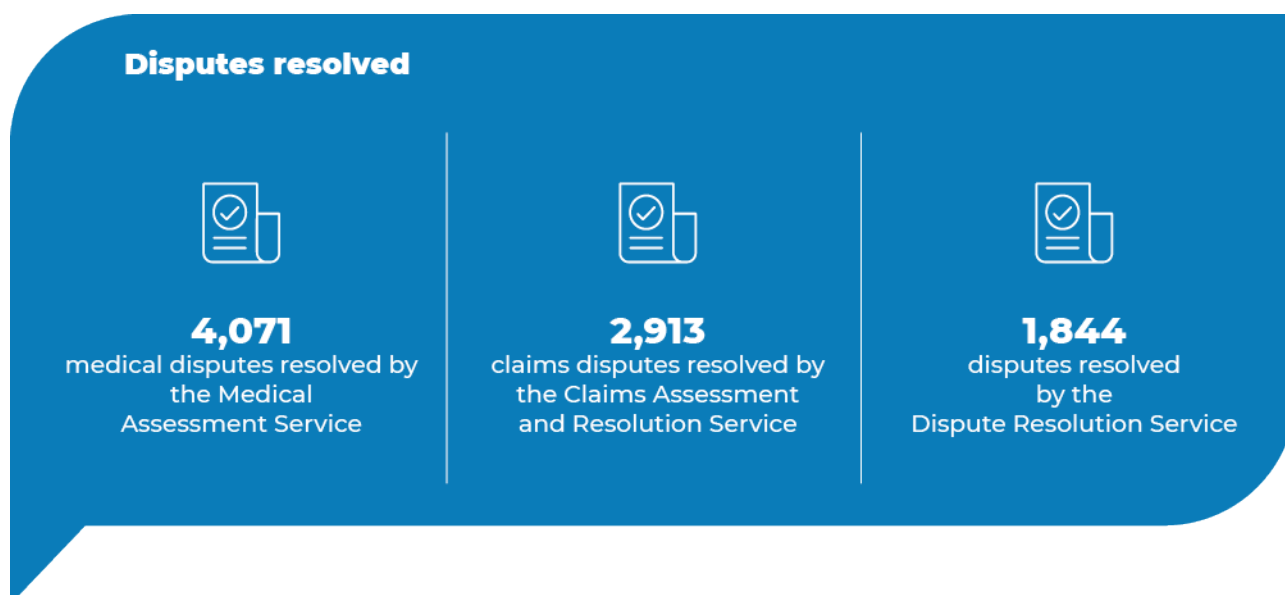 Disputes resolved
4,071
medical disputes resolved by
the Medical
Assessment Service
2,913
claims disputes resolved by
the Claims Assessment
and Resolution Service
1,844
disputes resolved
by the
Dispute Resolution Service